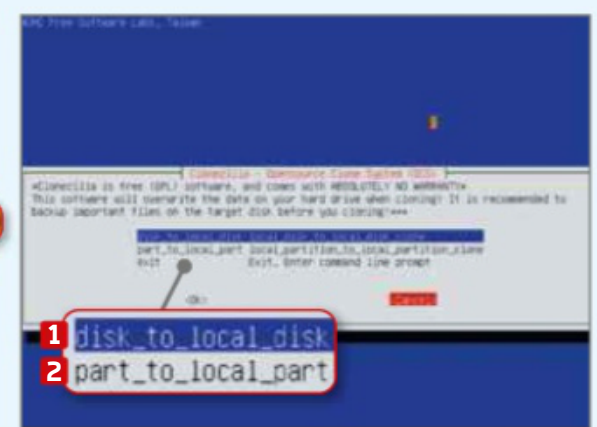 NCHC Free Software Labs, Taiwan
Clonezilla - Opensource Clone System (OCS)
*Clonezilla is free (GPL) software, and comes with ABSOLUTELY NO WARRANTY*
This software will overwrite the data on your hard drive when cloning! It is recommended to
backup important files on the target disk before you cloning!***
disk_to_local_disk local_disk_to_local_disk_clone
part_to_local_part local_partition_to_local_partition_clone
exit Exit. Enter command line prompt
<Ok> <Cancel>
1 disk_to_local_disk
2 part_to_local_part